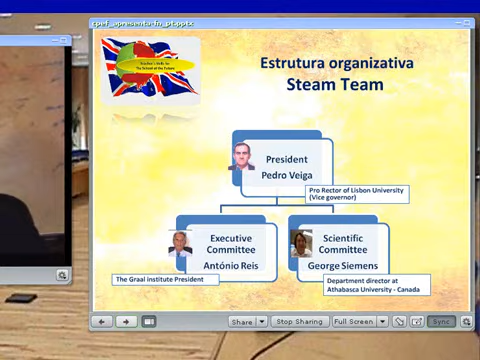 cpef_apresenta-in_pt.pptx
Estrutura organizativa
Steam Team
President
Pedro Veiga
Pro Rector of Lisbon University
(Vice governor)
Executive
Committee
António Reis
The Graal institute President
Scientific
Committee
George Siemens
Department director at
Athabasca University - Canada
Share
Stop Sharing
Full Screen
Sync